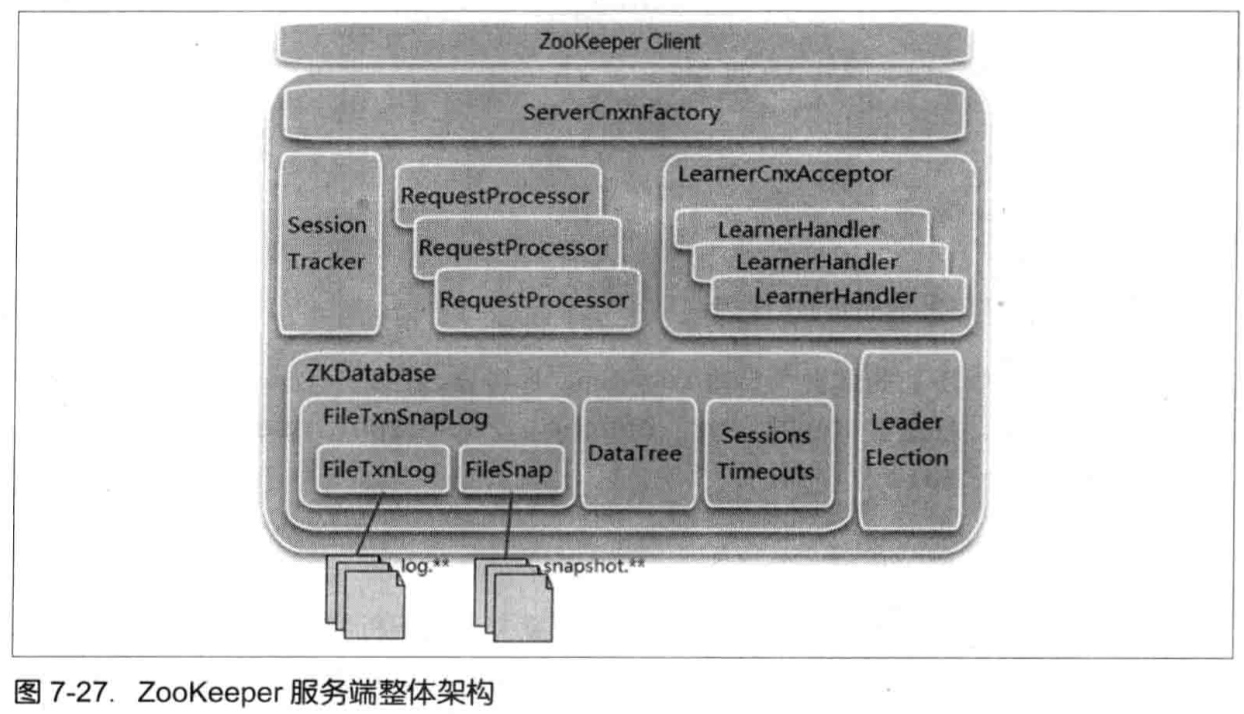 ZooKeeper Client
ServerCnxnFactory
Session
Tracker
RequestProcessor
RequestProcessor
RequestProcessor
LearnerCnxAcceptor
LearnerHandler
LearnerHandler
LearnerHandler
ZKDatabase
FileTxnSnapLog
FileTxnLog
FileSnap
DataTree
Sessions
Timeouts
Leader
Election
log.**
snapshot.**
图 7-27. ZooKeeper 服务端整体架构